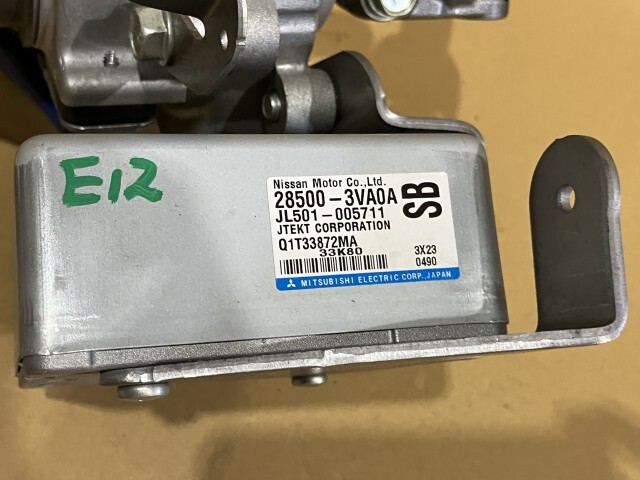 E12
Nissan Motor Co.,Ltd.
28500-3VA0A
SB
JL501-005711
JTEKT CORPORATION
Q1T33872MA
33K80
3X23
0490
MITSUBISHI ELECTRIC CORP.,JAPAN